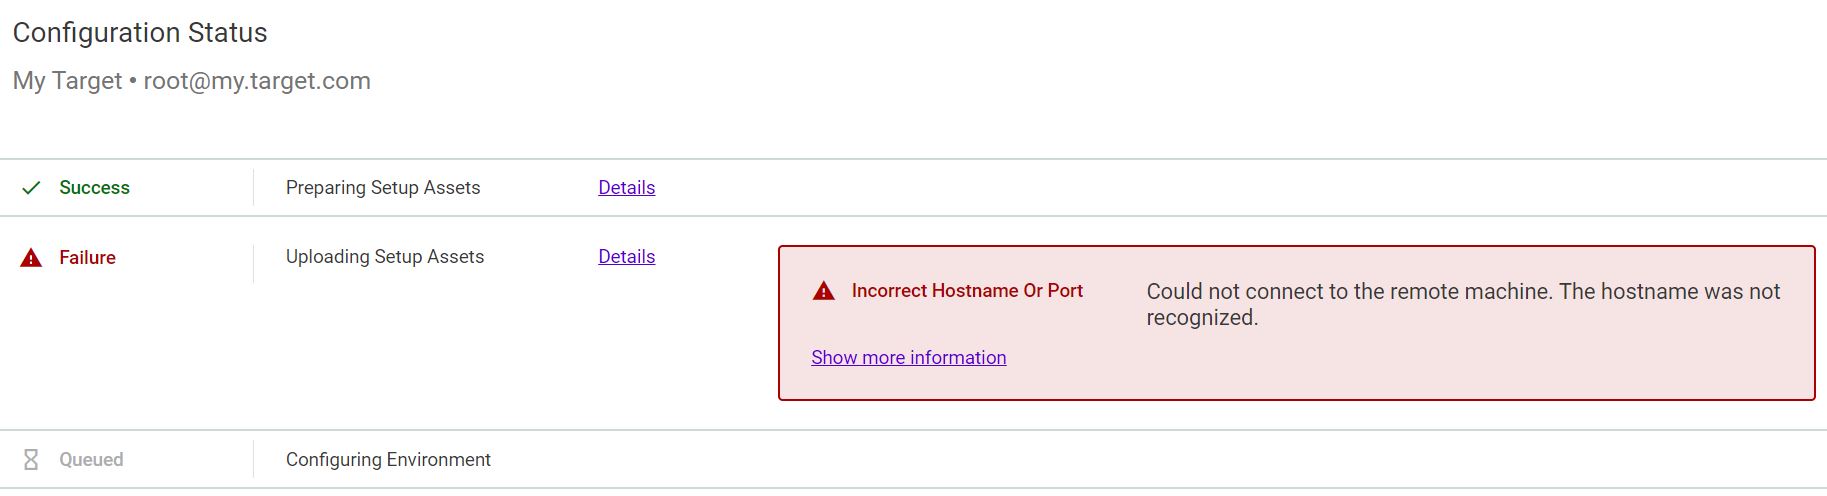 Configuration Status
My Target • root@my.target.com
Success Preparing Setup Assets Details
Failure Uploading Setup Assets Details
Incorrect Hostname Or Port Could not connect to the remote machine. The hostname was not
recognized.
Show more information
Queued Configuring Environment